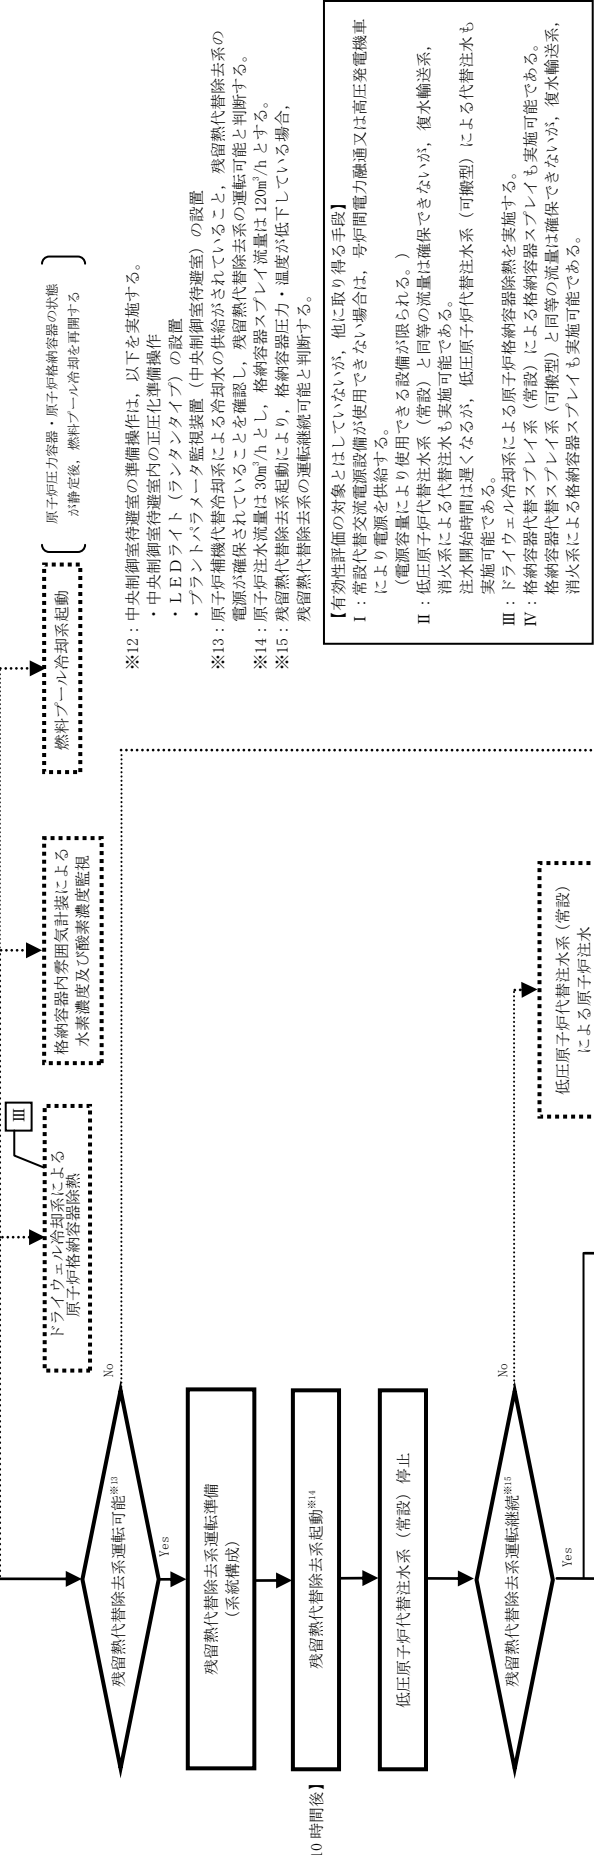 燃料プール冷却系起動
原子炉圧力容器・原子炉格納容器の状態
が静定後，燃料プール冷却を再開する
格納容器内雰囲気計装による
水素濃度及び酸素濃度監視
Ⅲ
ドライウェル冷却系による
原子炉格納容器除熱
残留熱代替除去系運転可能※13
No
Yes
残留熱代替除去系運転準備
（系統構成）
10 時間後】
残留熱代替除去系起動※14
低圧原子炉代替注水系（常設）停止
残留熱代替除去系運転継続※15
No
Yes
低圧原子炉代替注水系（常設）
による原子炉注水
※12：中央制御室待避室の準備操作は，以下を実施する。
・中央制御室待避室内の正圧化準備操作
・ＬＥＤライト（ランタンタイプ）の設置
・プラントパラメータ監視装置（中央制御室待避室）の設置
※13：原子炉補機代替冷却系による冷却水の供給がされていること，残留熱代替除去系の
電源が確保されていることを確認し，残留熱代替除去系の運転可能と判断する。
※14：原子炉注水流量は 30m³/h とし，格納容器スプレイ流量は 120m³/h とする。
※15：残留熱代替除去系起動により，格納容器圧力・温度が低下している場合，
残留熱代替除去系の運転継続可能と判断する。
【有効性評価の対象とはしていないが，他に取り得る手段】
Ⅰ：常設代替交流電源設備が使用できない場合は，号炉間電力融通又は高圧発電機車
により電源を供給する。
（電源容量により使用できる設備が限られる。）
Ⅱ：低圧原子炉代替注水系（常設）と同等の流量は確保できないが，復水輸送系，
消火系による代替注水も実施可能である。
注水開始時間は遅くなるが，低圧原子炉代替注水系（可搬型）による代替注水も
実施可能である。
Ⅲ：ドライウェル冷却系による原子炉格納容器除熱を実施する。
Ⅳ：格納容器代替スプレイ系（常設）による格納容器スプレイも実施可能である。
格納容器代替スプレイ系（可搬型）と同等の流量は確保できないが，復水輸送系，
消火系による格納容器スプレイも実施可能である。